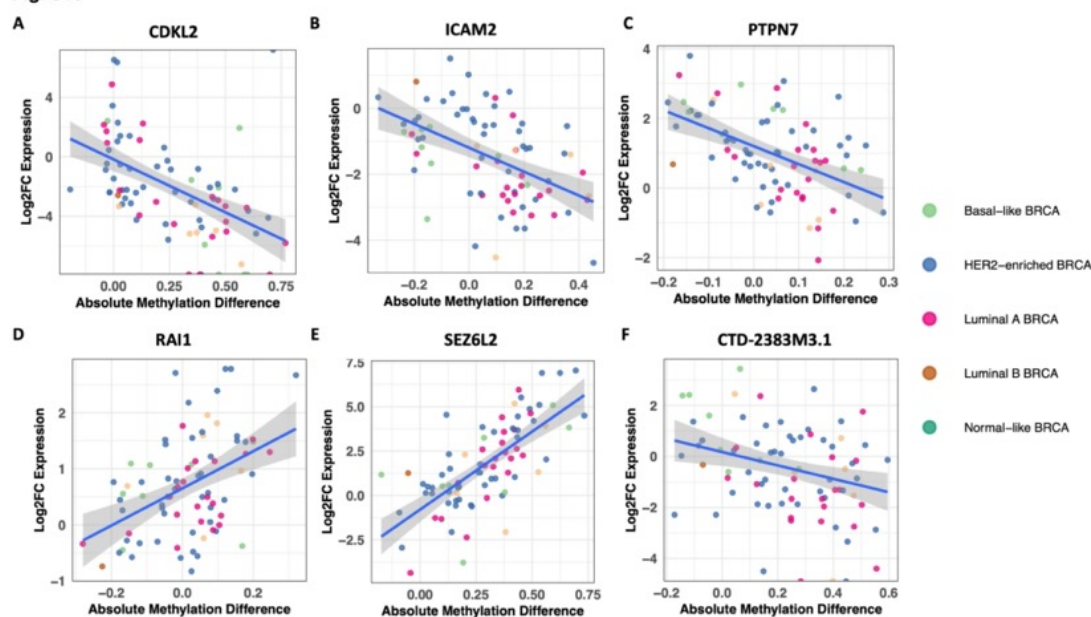 A
CDKL2
Log2FC Expression
4
0
−4
0.00
0.25
0.50
0.75
Absolute Methylation Difference
B
ICAM2
Log2FC Expression
0
−2
−4
−0.2
0.0
0.2
0.4
Absolute Methylation Difference
C
PTPN7
Log2FC Expression
4
2
0
−2
−0.2
−0.1
0.0
0.1
0.2
0.3
Absolute Methylation Difference
Basal−like BRCA
HER2−enriched BRCA
Luminal A BRCA
Luminal B BRCA
Normal−like BRCA
D
RAI1
Log2FC Expression
2
1
0
−1
−0.2
0.0
0.2
Absolute Methylation Difference
E
SEZ6L2
Log2FC Expression
7.5
5.0
2.5
0.0
−2.5
0.00
0.25
0.50
0.75
Absolute Methylation Difference
F
CTD-2383M3.1
Log2FC Expression
2
0
−2
−4
−0.2
0.0
0.2
0.4
0.6
Absolute Methylation Difference